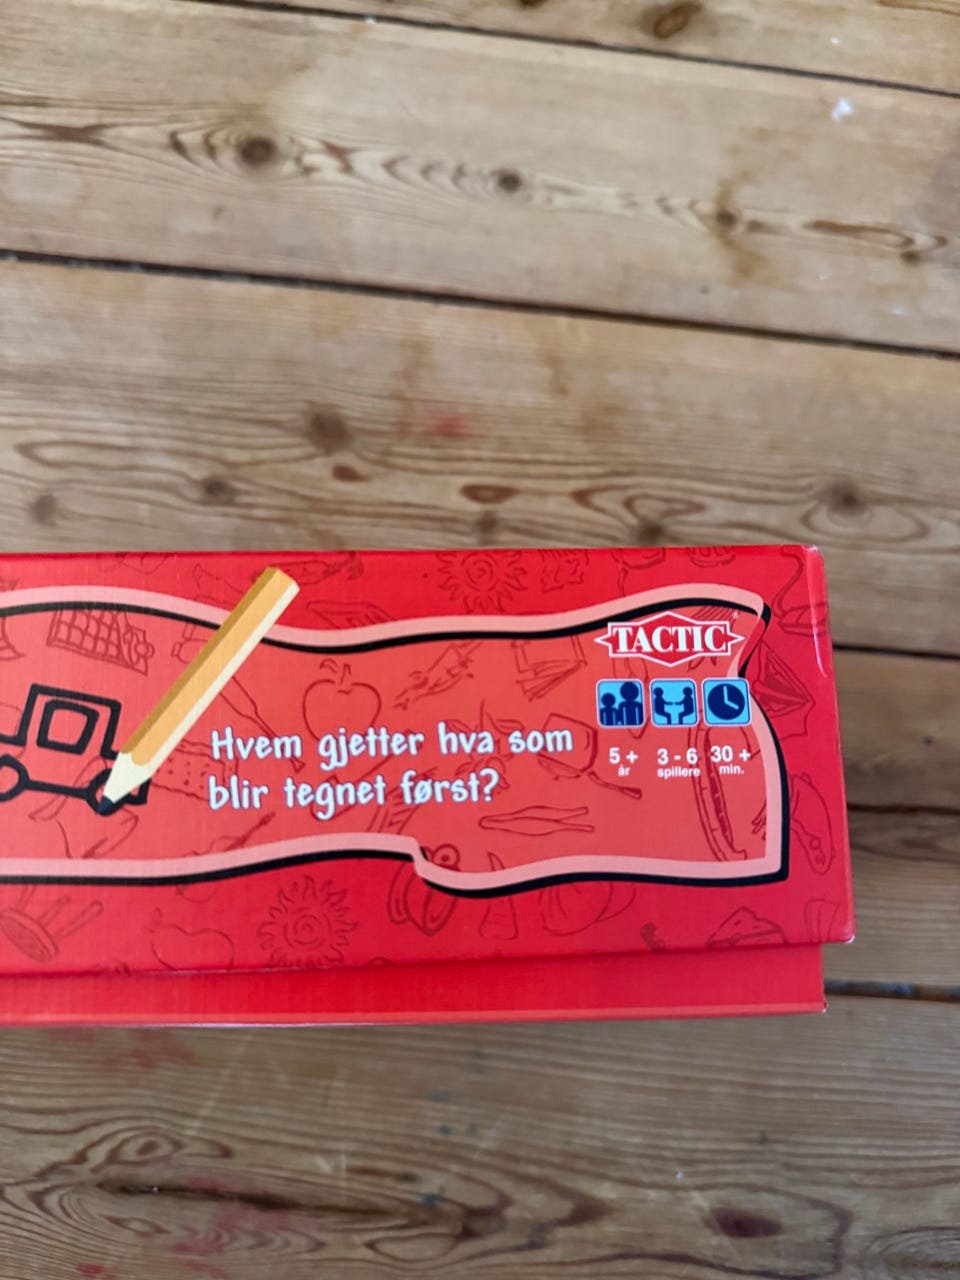 TACTIC
Hvem gjetter hva som
blir tegnet først?
5 + 3 - 6 30 +
år spillere min.